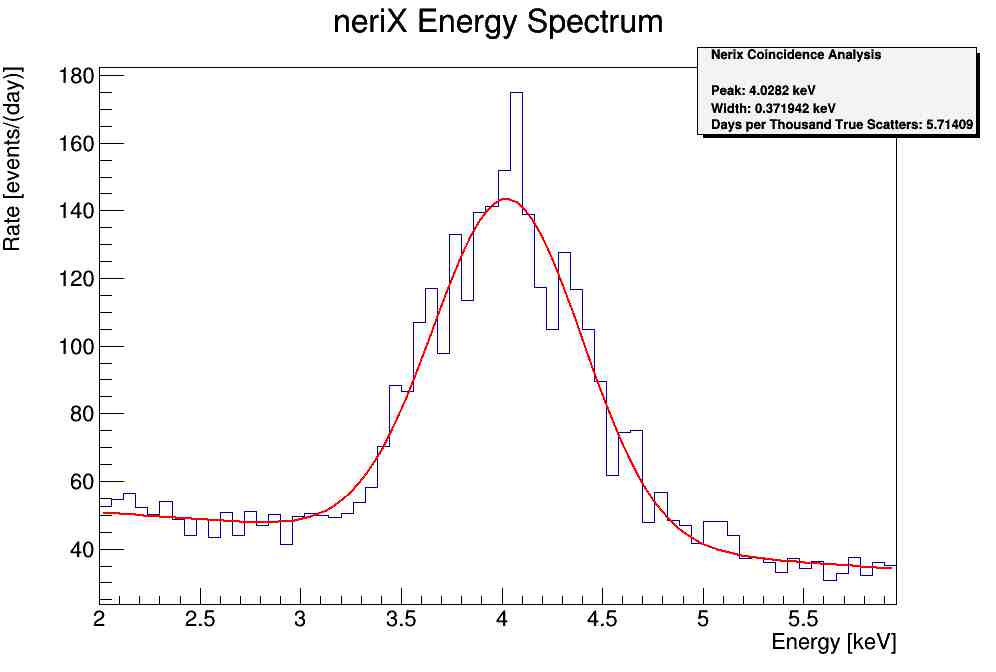 neriX Energy Spectrum
Nerix Coincidence Analysis
Peak: 4.0282 keV
Width: 0.371942 keV
Days per Thousand True Scatters: 5.71409
Rate [events/(day)]
180
160
140
120
100
80
60
40
2 2.5 3 3.5 4 4.5 5 5.5
Energy [keV]